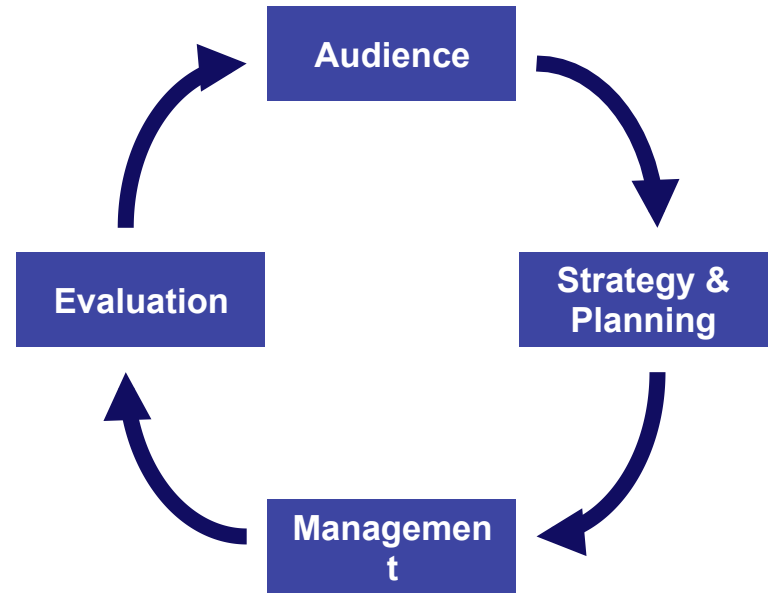 Audience
Strategy &
Planning
Managemen
t
Evaluation